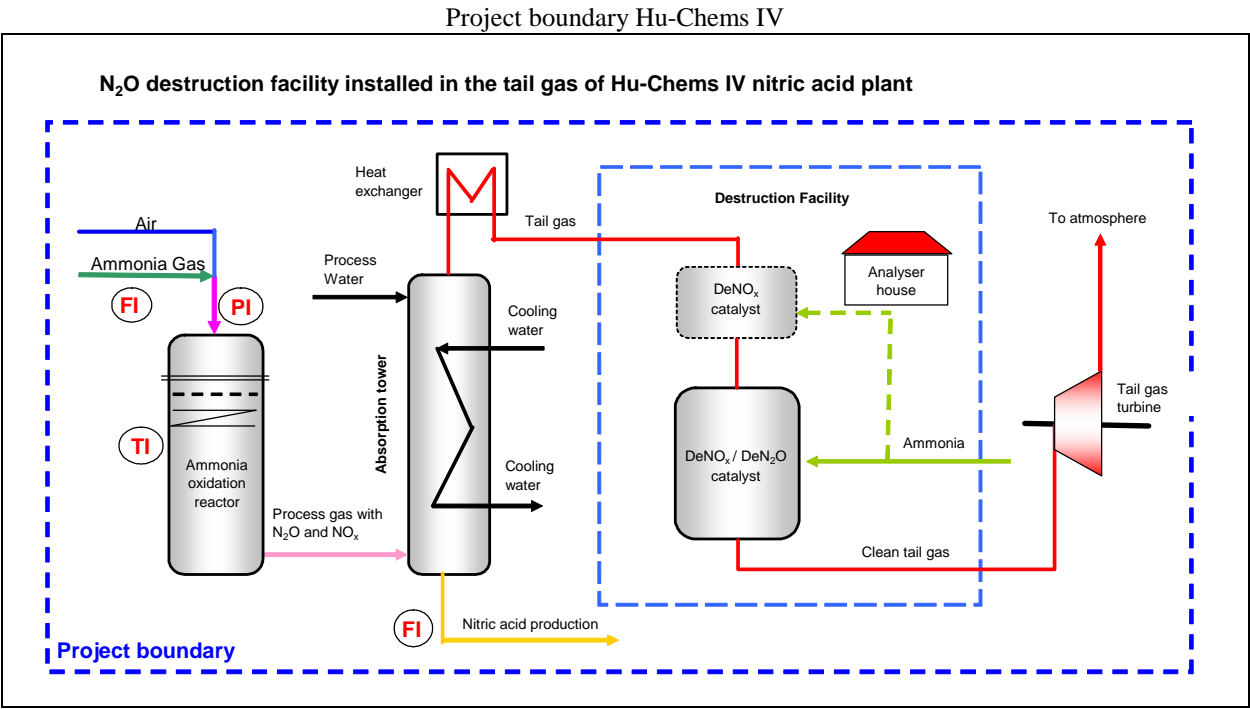 Project boundary Hu-Chems IV
N₂O destruction facility installed in the tail gas of Hu-Chems IV nitric acid plant
Air
Ammonia Gas
FI
PI
TI
Ammonia
oxidation
reactor
Process gas with
N₂O and NOₓ
Process
Water
Heat
exchanger
Absorption tower
Cooling
water
Cooling
water
FI
Nitric acid production
Tail gas
Destruction Facility
DeNOₓ
catalyst
Analyser
house
DeNOₓ / DeN₂O
catalyst
Ammonia
Clean tail gas
To atmosphere
Tail gas
turbine
Project boundary